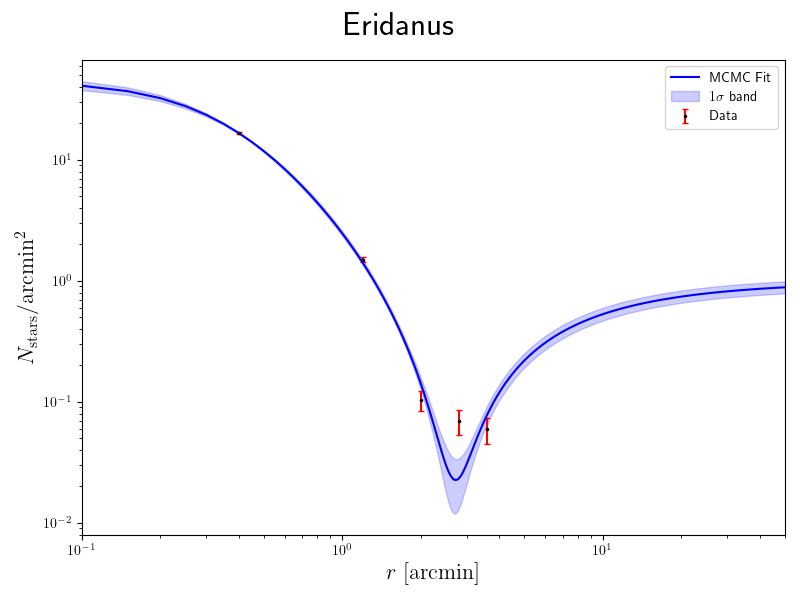 Eridanus
MCMC Fit
1σ band
Data
N_stars/arcmin²
10¹
10⁰
10⁻¹
10⁻²
10⁻¹ 10⁰ 10¹
r [arcmin]